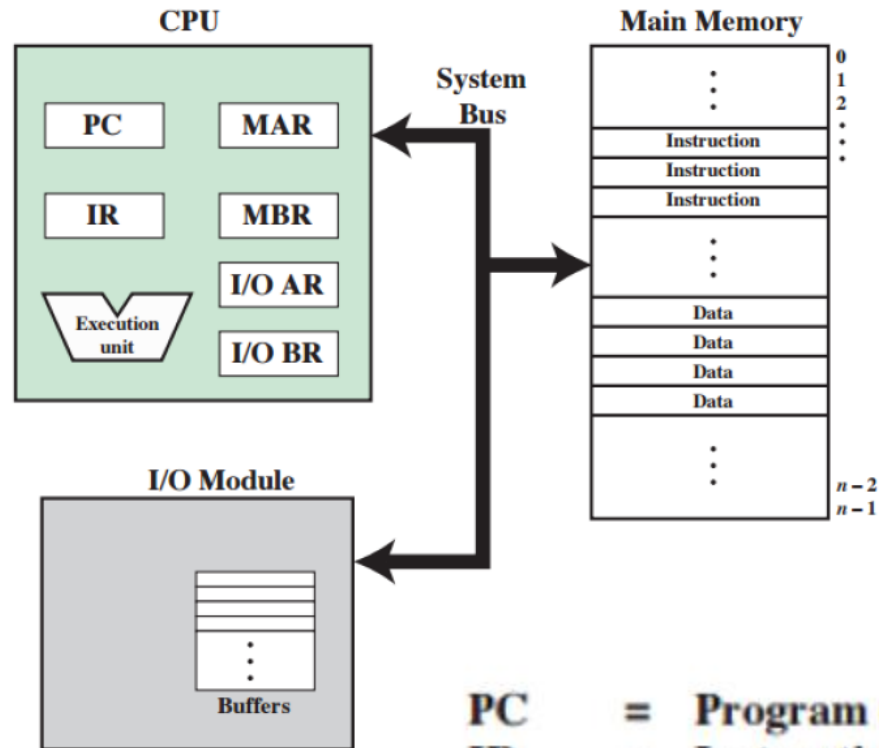 CPU
PC
MAR
IR
MBR
I/O AR
I/O BR
Execution
unit
System
Bus
Main Memory
0
1
2
Instruction
Instruction
Instruction
Data
Data
Data
Data
n – 2
n – 1
I/O Module
Buffers
PC = Program